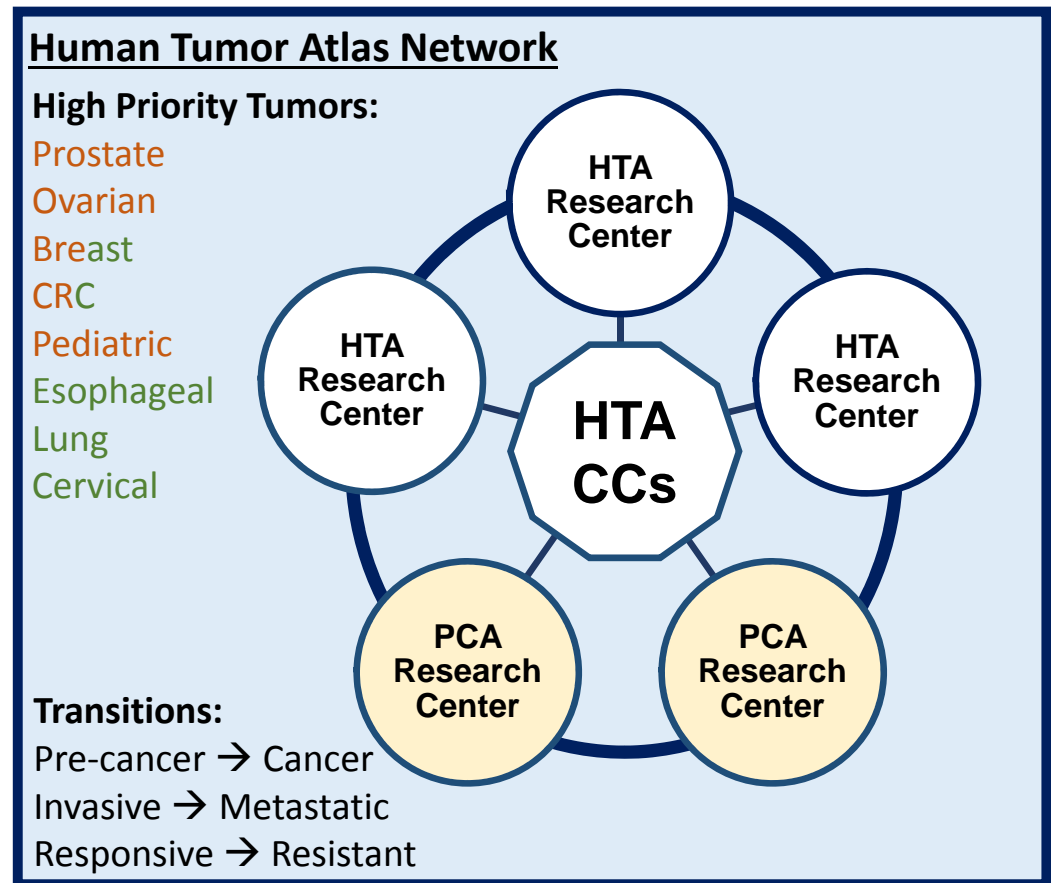 Human Tumor Atlas Network
High Priority Tumors:
Prostate
Ovarian
Breast
CRC
Pediatric
Esophageal
Lung
Cervical
HTA
Research
Center
HTA
Research
Center
HTA
Research
Center
HTA
CCs
PCA
Research
Center
PCA
Research
Center
Transitions:
Pre-cancer → Cancer
Invasive → Metastatic
Responsive → Resistant